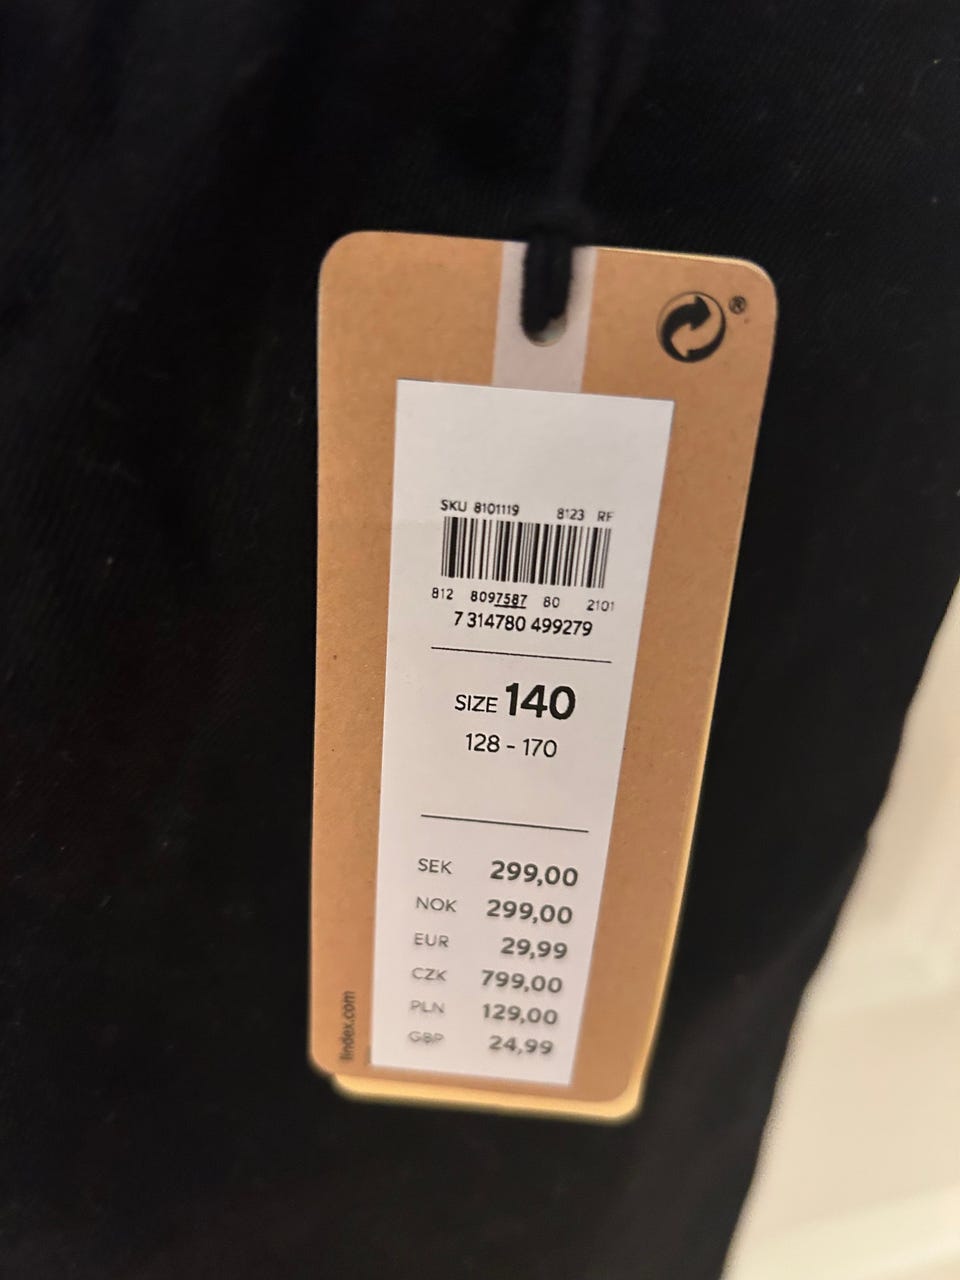 ®
SKU 8101119 8123 RF
812 8097587 80 2101
7 314780 499279
SIZE 140
128 - 170
SEK 299,00
NOK 299,00
EUR 29,99
CZK 799,00
PLN 129,00
GBP 24,99
lindex.com